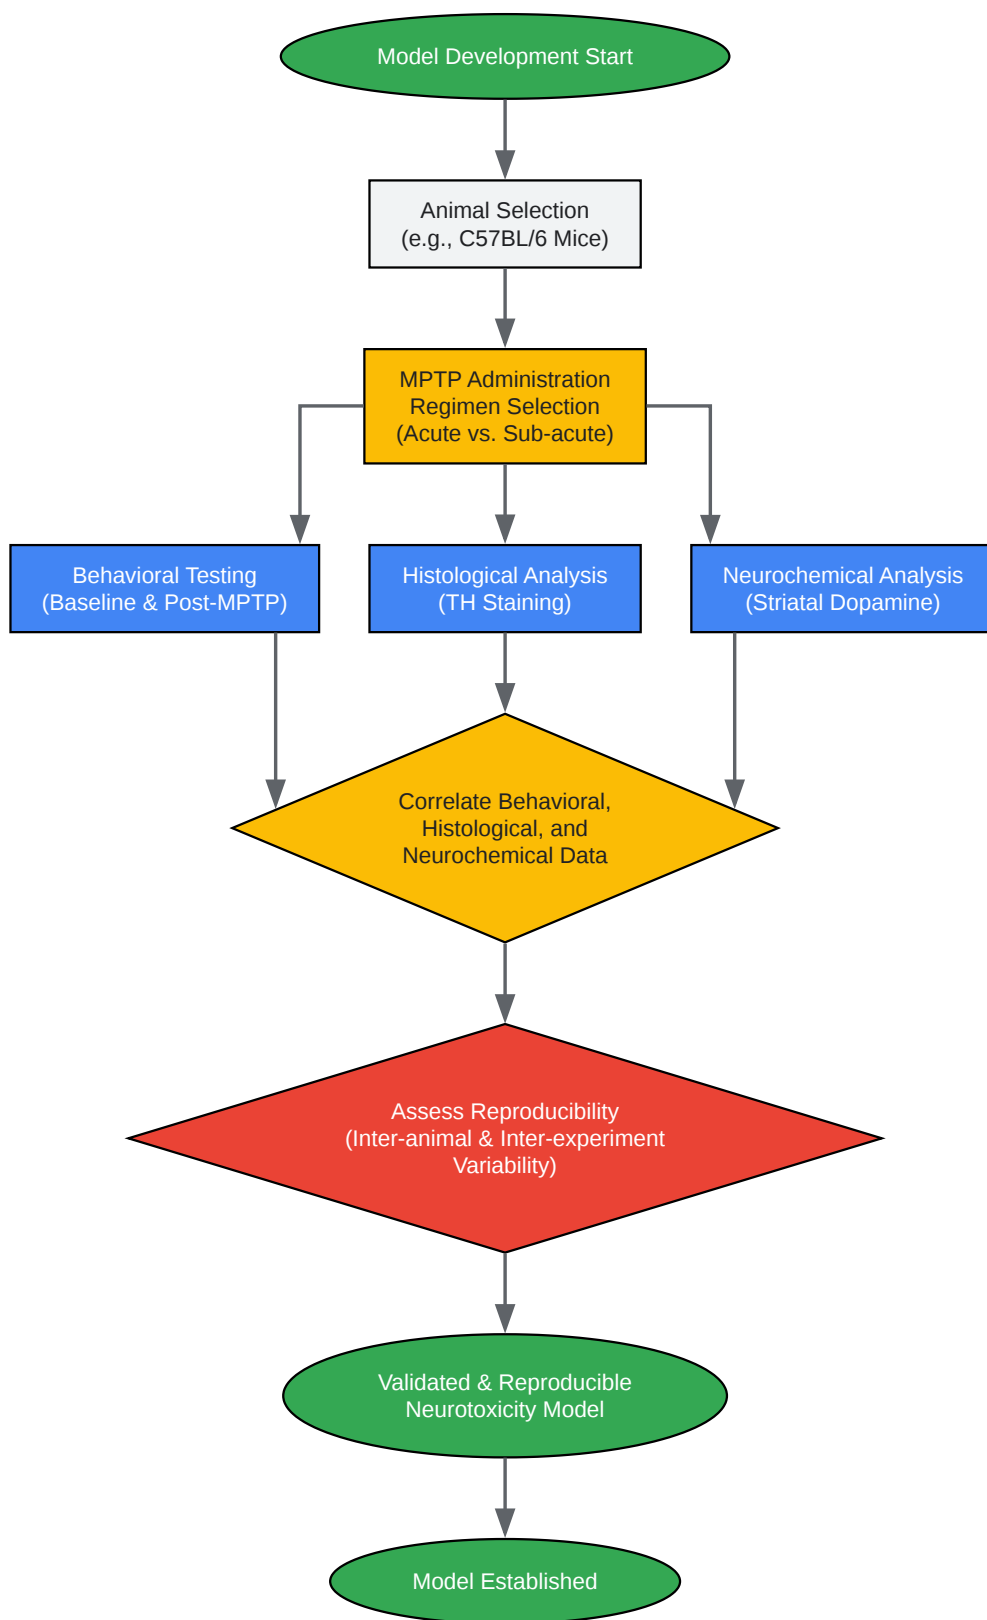 Model Development Start
Animal Selection
(e.g., C57BL/6 Mice)
MPTP Administration
Regimen Selection
(Acute vs. Sub-acute)
Behavioral Testing
(Baseline & Post-MPTP)
Histological Analysis
(TH Staining)
Neurochemical Analysis
(Striatal Dopamine)
Correlate Behavioral,
Histological, and
Neurochemical Data
Assess Reproducibility
(Inter-animal & Inter-experiment
Variability)
Validated & Reproducible
Neurotoxicity Model
Model Established